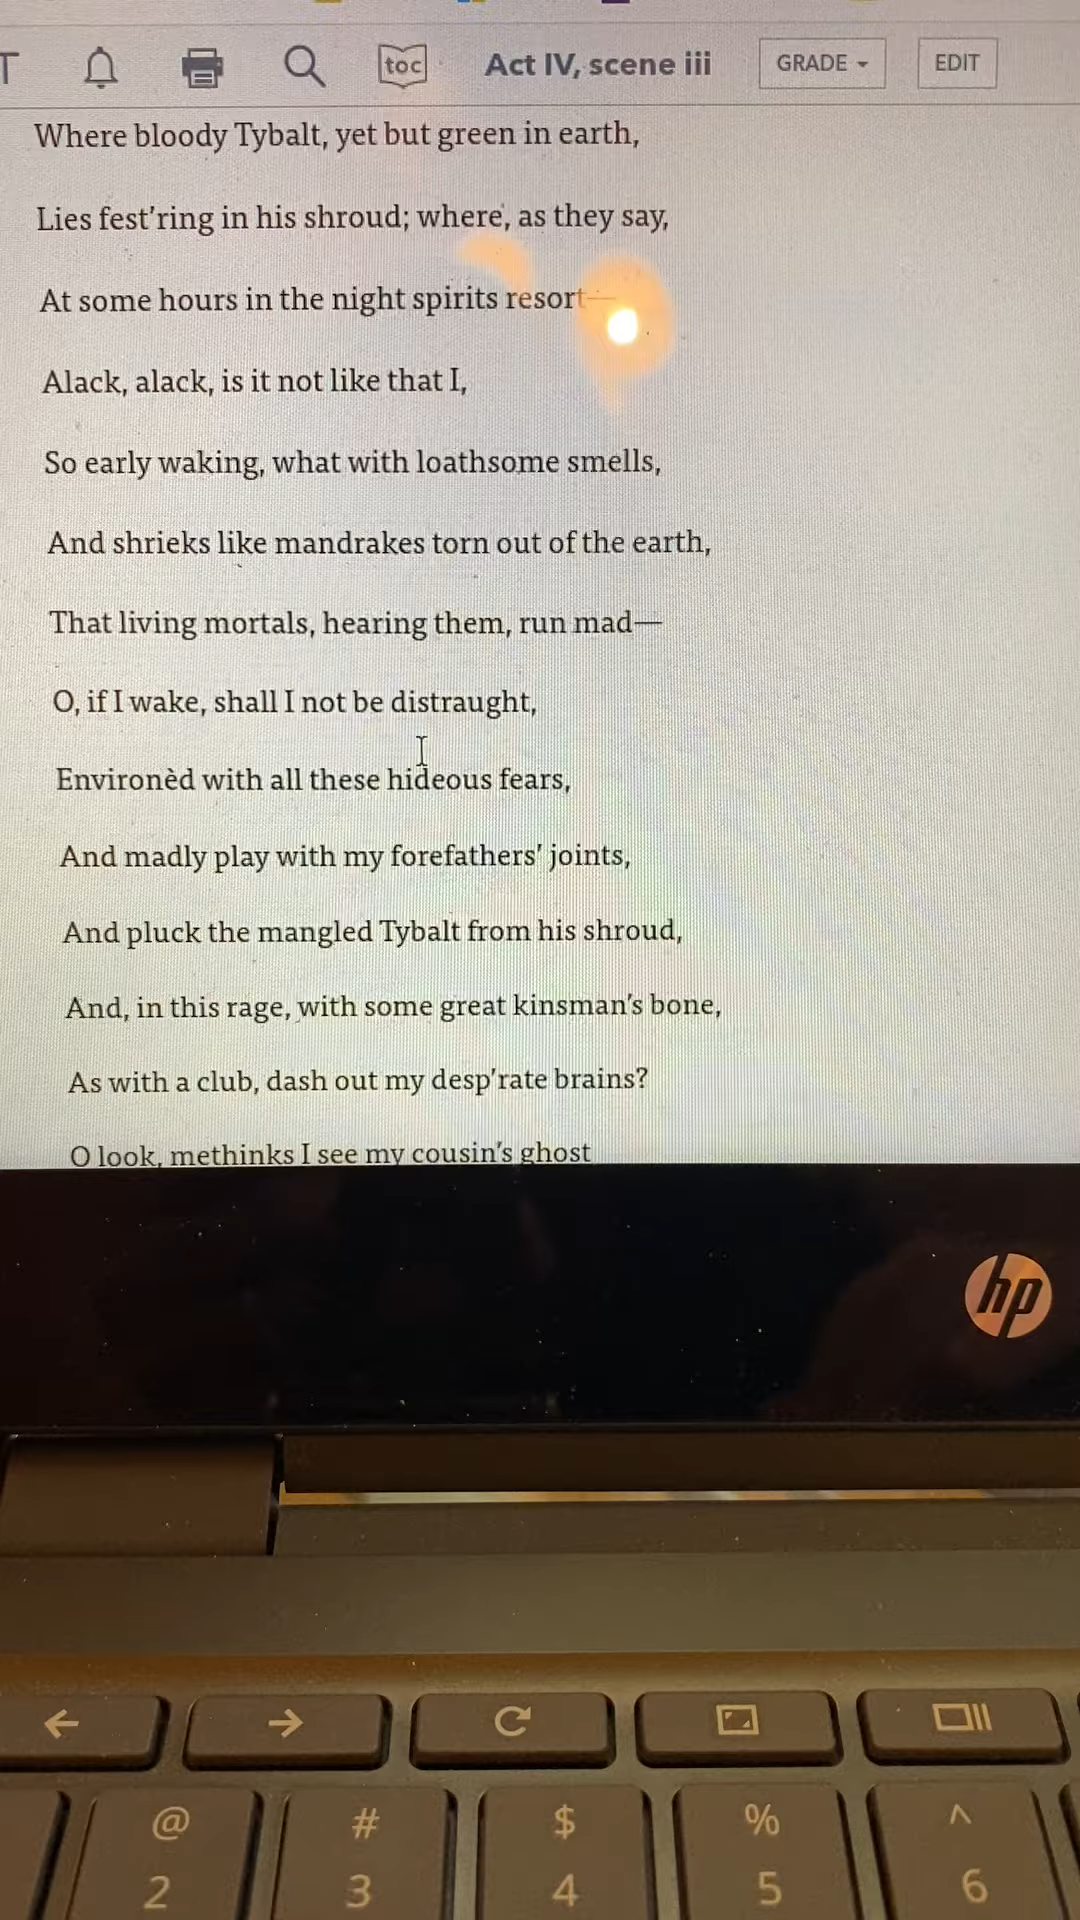 T
toc
Act IV, scene iii
GRADE
EDIT
Where bloody Tybalt, yet but green in earth,
Lies fest’ring in his shroud; where, as they say,
At some hours in the night spirits resort—
Alack, alack, is it not like that I,
So early waking, what with loathsome smells,
And shrieks like mandrakes torn out of the earth,
That living mortals, hearing them, run mad—
O, if I wake, shall I not be distraught,
Environèd with all these hideous fears,
And madly play with my forefathers’ joints,
And pluck the mangled Tybalt from his shroud,
And, in this rage, with some great kinsman’s bone,
As with a club, dash out my desp’rate brains?
O look, methinks I see my cousin’s ghost
hp
@ # $ % ^
2 3 4 5 6